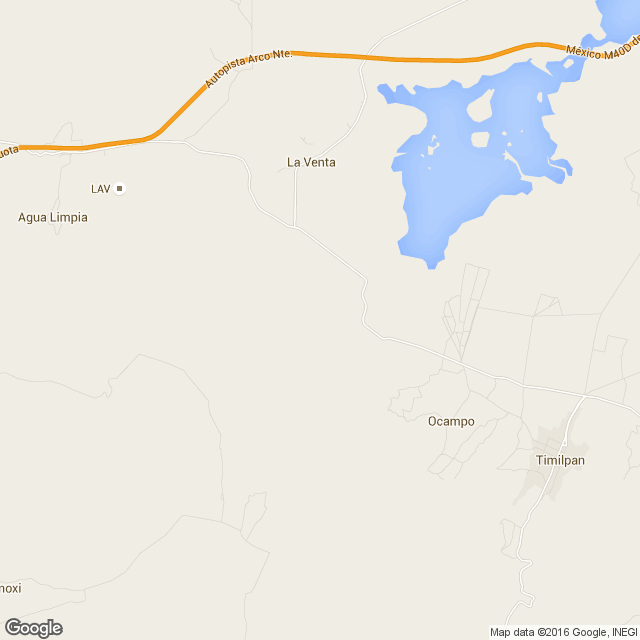 México M40D de
Autopista Arco Nte.
uota
La Venta
LAV
Agua Limpia
Ocampo
Timilpan
noxi
Google
Map data ©2016 Google, INEGI